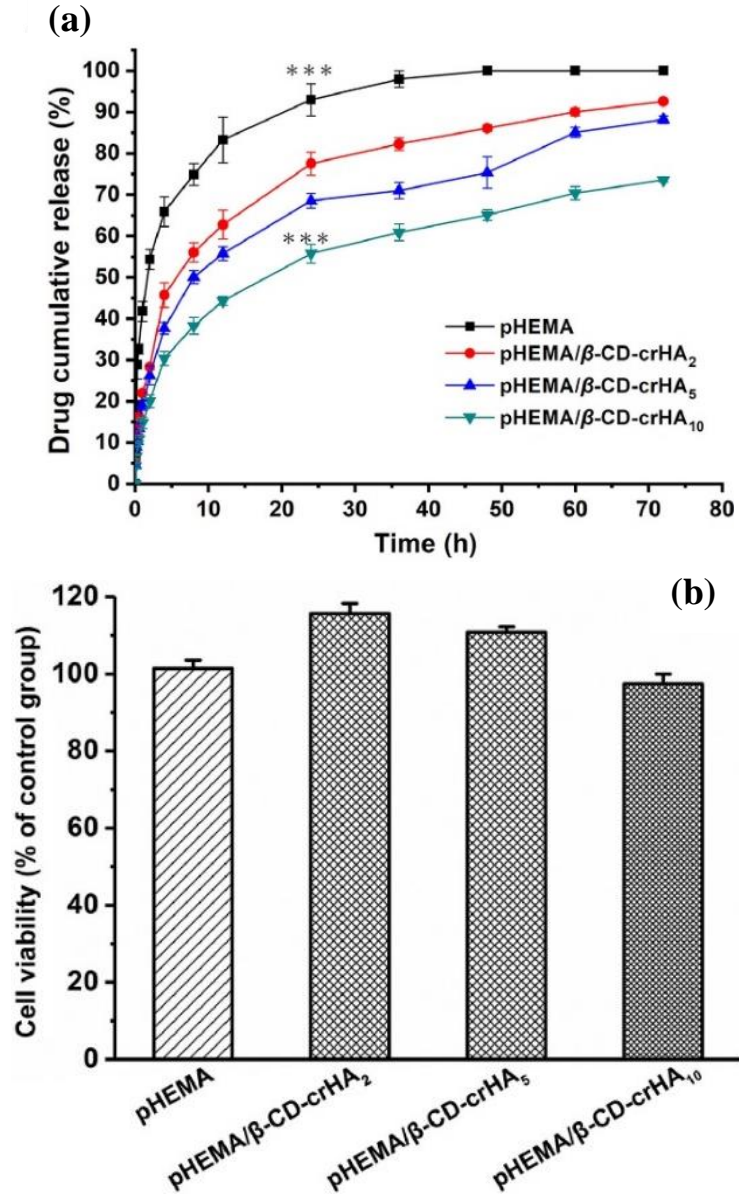 (a)
***
***
100
90
80
70
60
50
40
30
20
10
0
Drug cumulative release (%)
pHEMA
pHEMA/β-CD-crHA₂
pHEMA/β-CD-crHA₅
pHEMA/β-CD-crHA₁₀
0 10 20 30 40 50 60 70 80
Time (h)
(b)
120
100
80
60
40
20
0
Cell viability (% of control group)
pHEMA
pHEMA/β-CD-crHA₂
pHEMA/β-CD-crHA₅
pHEMA/β-CD-crHA₁₀